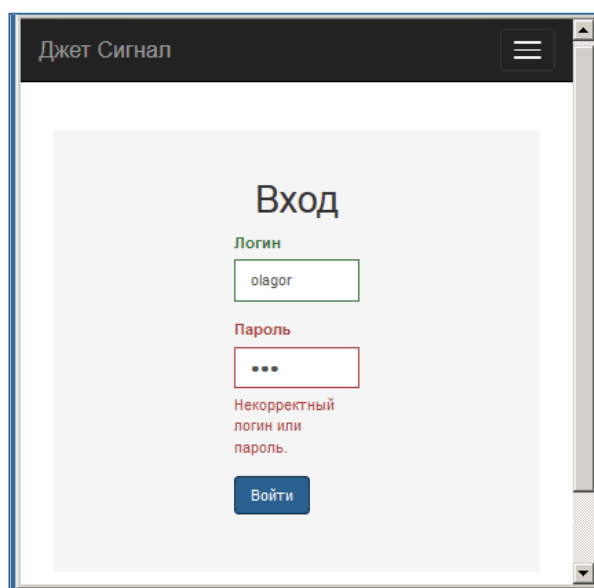 Джет Сигнал
Вход
Логин
olagor
Пароль
•••
Некорректный
логин или
пароль.
Войти